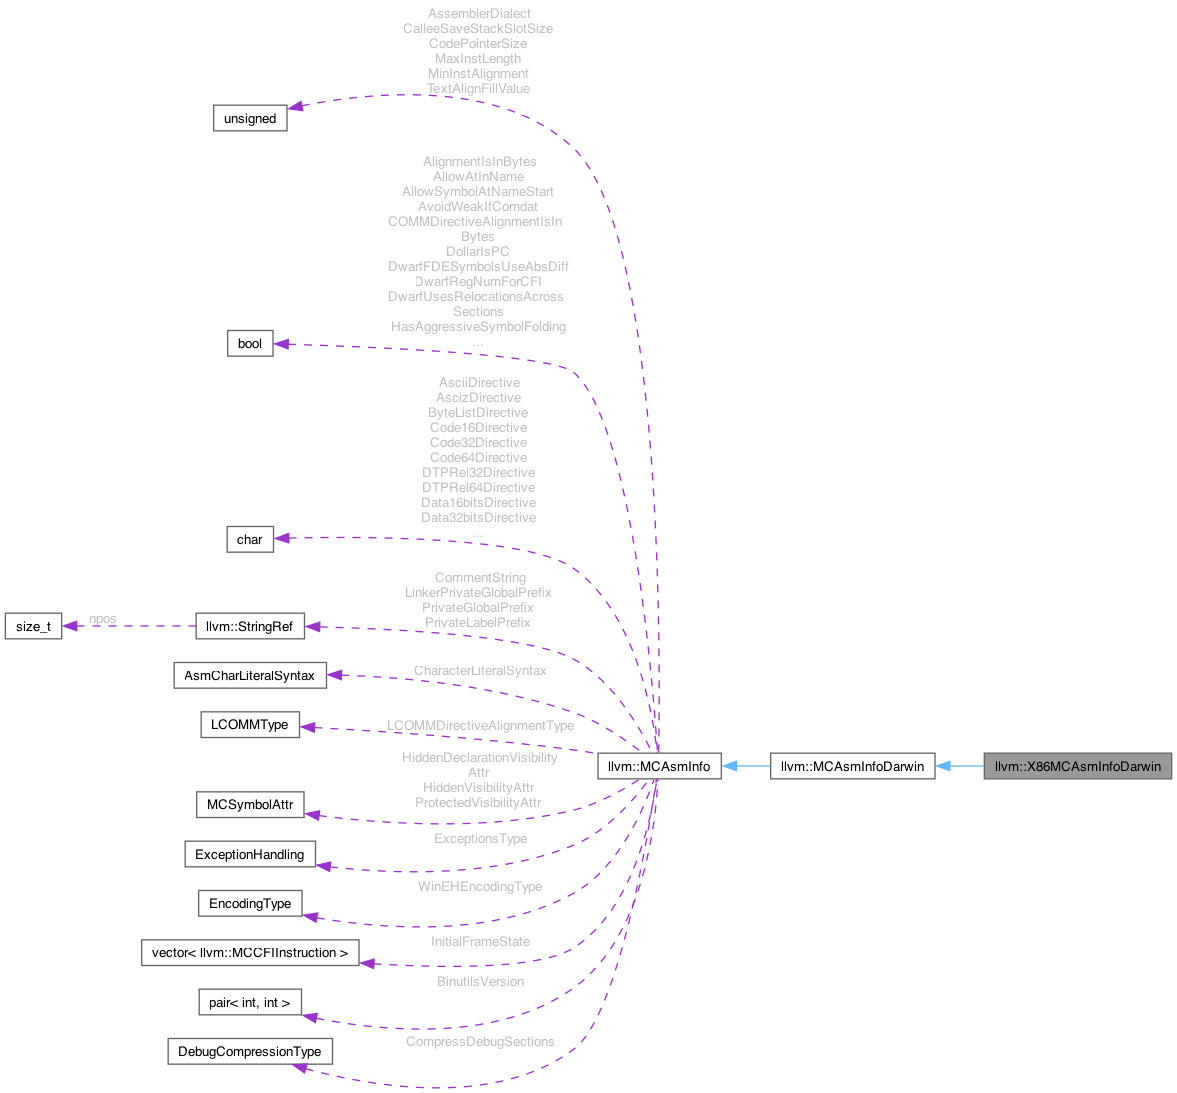 AssemblerDialect
CalleeSaveStackSlotSize
CodePointerSize
MaxInstLength
MinInstAlignment
TextAlignFillValue
unsigned
AlignmentIsInBytes
AllowAtInName
AllowSymbolAtNameStart
AvoidWeakIfComdat
COMMDirectiveAlignmentIsIn
Bytes
DollarIsPC
DwarfFDESymbolsUseAbsDiff
DwarfRegNumForCFI
DwarfUsesRelocationsAcross
Sections
HasAggressiveSymbolFolding
...
bool
AsciiDirective
AscizDirective
ByteListDirective
Code16Directive
Code32Directive
Code64Directive
DTPRel32Directive
DTPRel64Directive
Data16bitsDirective
Data32bitsDirective
...
char
CommentString
LinkerPrivateGlobalPrefix
PrivateGlobalPrefix
PrivateLabelPrefix
size_t
npos
llvm::StringRef
AsmCharLiteralSyntax
CharacterLiteralSyntax
LCOMMType
LCOMMDirectiveAlignmentType
llvm::MCAsmInfo
llvm::MCAsmInfoDarwin
llvm::X86MCAsmInfoDarwin
HiddenDeclarationVisibility
Attr
HiddenVisibilityAttr
ProtectedVisibilityAttr
MCSymbolAttr
ExceptionsType
ExceptionHandling
WinEHEncodingType
EncodingType
InitialFrameState
vector< llvm::MCCFIInstruction >
BinutilsVersion
pair< int, int >
CompressDebugSections
DebugCompressionType